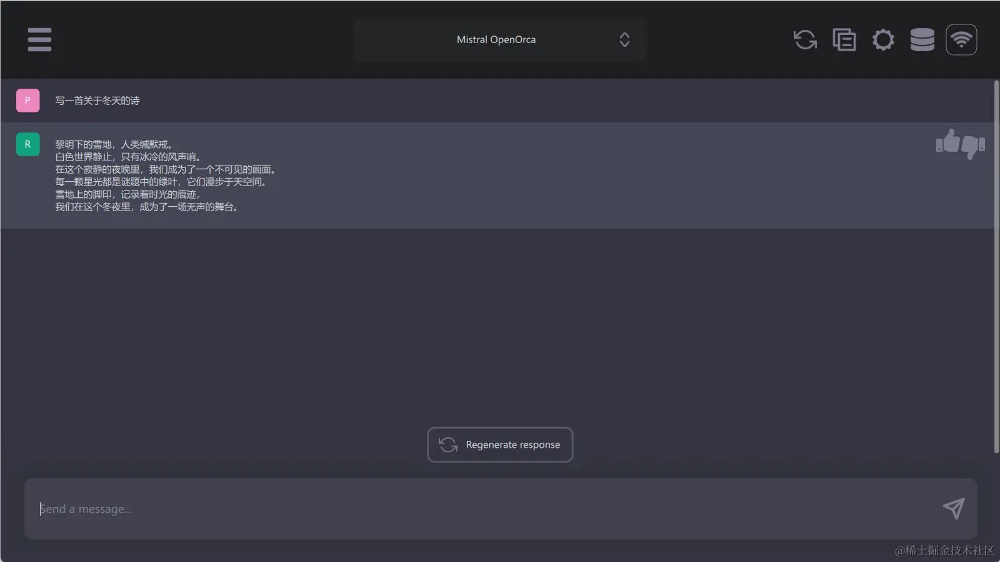 Mistral OpenOrca
P
写一首关于冬天的诗
R
黎明下的雪地，人类缄默戒。
白色世界静止，只有冰冷的风声响。
在这个寂静的夜晚里，我们成为了一个不可见的画面。
每一颗星光都是谜题中的绿叶，它们漫步于天空间。
雪地上的脚印，记录着时光的痕迹，
我们在这个冬夜里，成为了一场无声的舞台。
Regenerate response
Send a message...
@稀土掘金技术社区